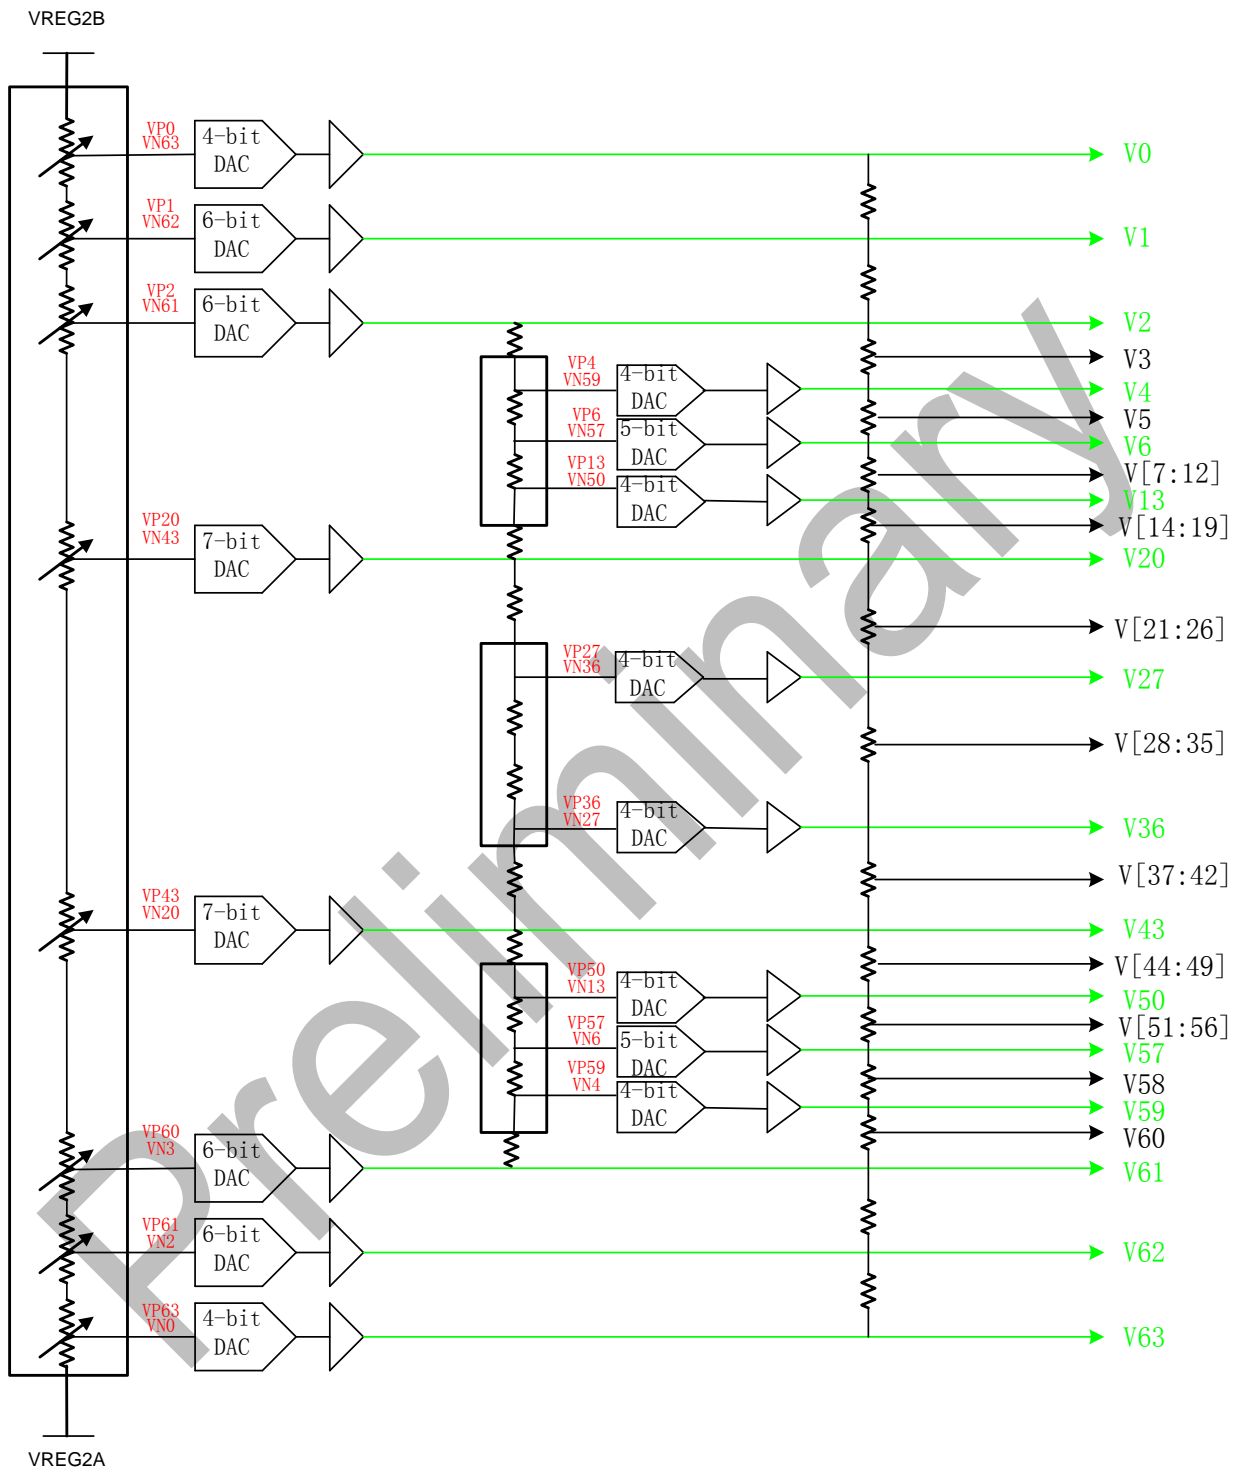 VREG2B
VP0
VN63
4-bit
DAC
V0
VP1
VN62
6-bit
DAC
V1
VP2
VN61
6-bit
DAC
V2
V3
VP4
VN59
4-bit
DAC
V4
V5
VP6
VN57
5-bit
DAC
V6
V[7:12]
VP13
VN50
4-bit
DAC
V13
V[14:19]
VP20
VN43
7-bit
DAC
V20
V[21:26]
VP27
VN36
4-bit
DAC
V27
V[28:35]
VP36
VN27
4-bit
DAC
V36
V[37:42]
VP43
VN20
7-bit
DAC
V43
V[44:49]
VP50
VN13
4-bit
DAC
V50
V[51:56]
VP57
VN6
5-bit
DAC
V57
V58
VP59
VN4
4-bit
DAC
V59
V60
VP60
VN3
6-bit
DAC
V61
VP61
VN2
6-bit
DAC
V62
VP63
VN0
4-bit
DAC
V63
VREG2A
Preliminary